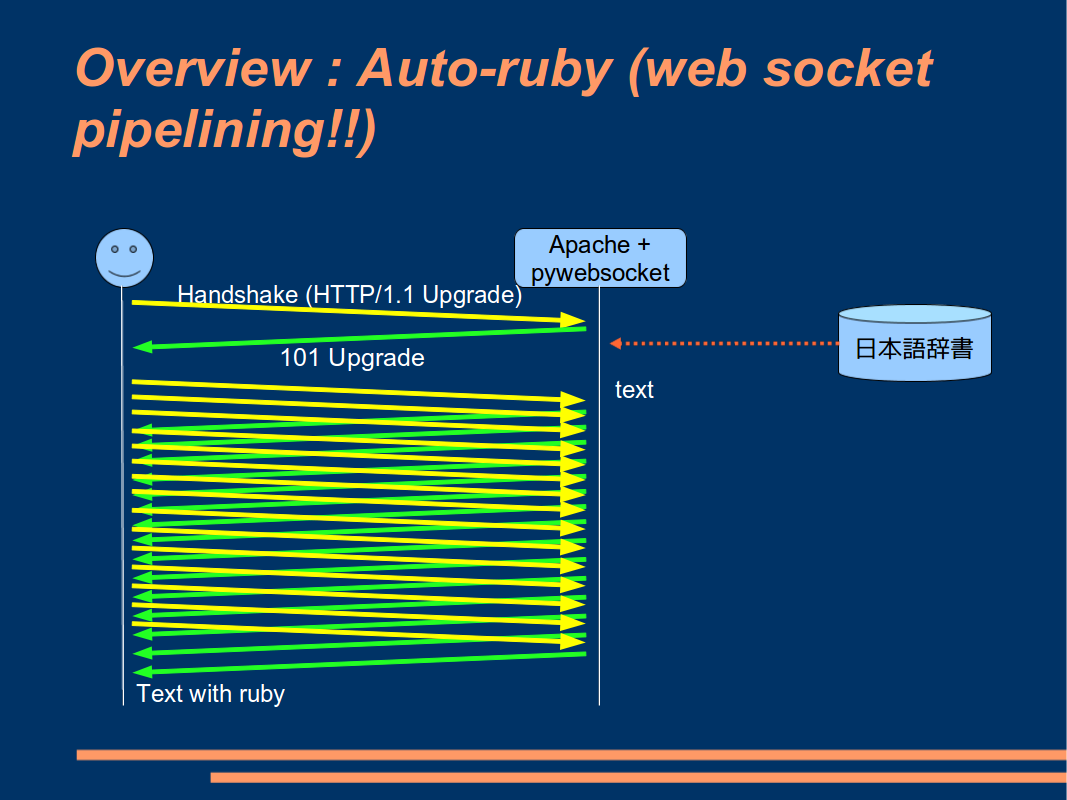 Overview : Auto-ruby (web socket
pipelining!!)
Apache +
pywebsocket
Handshake (HTTP/1.1 Upgrade)
日本語辞書
101 Upgrade
text
Text with ruby